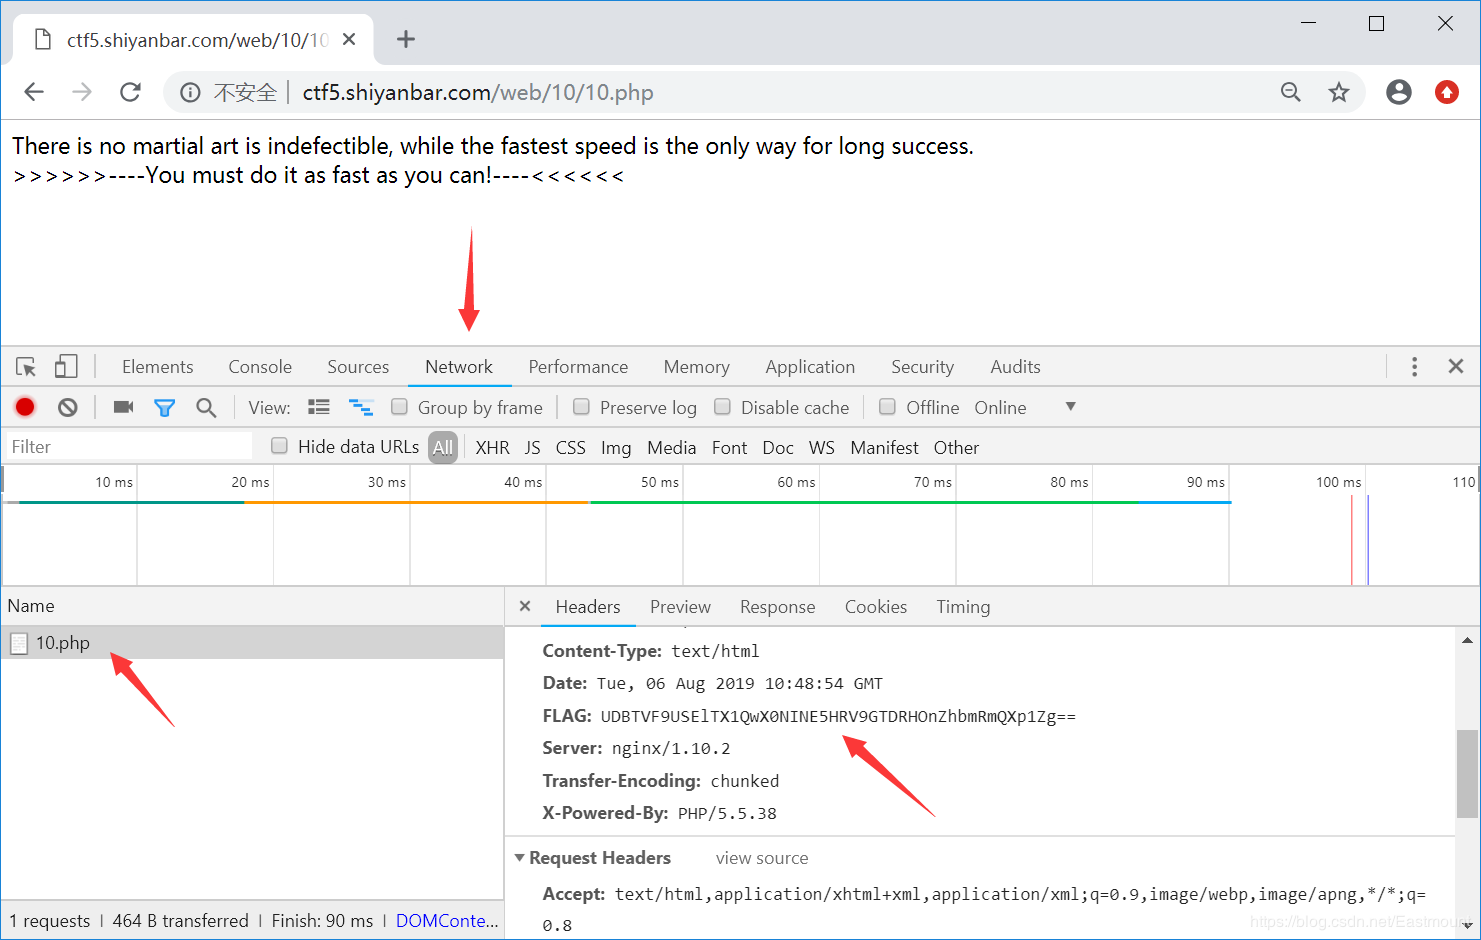 ctf5.shiyanbar.com/web/10/10
不安全 ctf5.shiyanbar.com/web/10/10.php
There is no martial art is indefectible, while the fastest speed is the only way for long success.
>>>>>>----You must do it as fast as you can!----<<<<<<
Elements Console Sources Network Performance Memory Application Security Audits
View: Group by frame Preserve log Disable cache Offline Online
Filter Hide data URLs All XHR JS CSS Img Media Font Doc WS Manifest Other
10 ms 20 ms 30 ms 40 ms 50 ms 60 ms 70 ms 80 ms 90 ms 100 ms 110
Name Headers Preview Response Cookies Timing
10.php
Content-Type: text/html
Date: Tue, 06 Aug 2019 10:48:54 GMT
FLAG: UDBTVF9USElTX1QwX0NINE5HRV9GTDRHOnZhbmRmQXp1Zg==
Server: nginx/1.10.2
Transfer-Encoding: chunked
X-Powered-By: PHP/5.5.38
Request Headers view source
Accept: text/html,application/xhtml+xml,application/xml;q=0.9,image/webp,image/apng,*/*;q=
0.8
1 requests | 464 B transferred | Finish: 90 ms | DOMConte...
https://blog.csdn.net/Eastmount